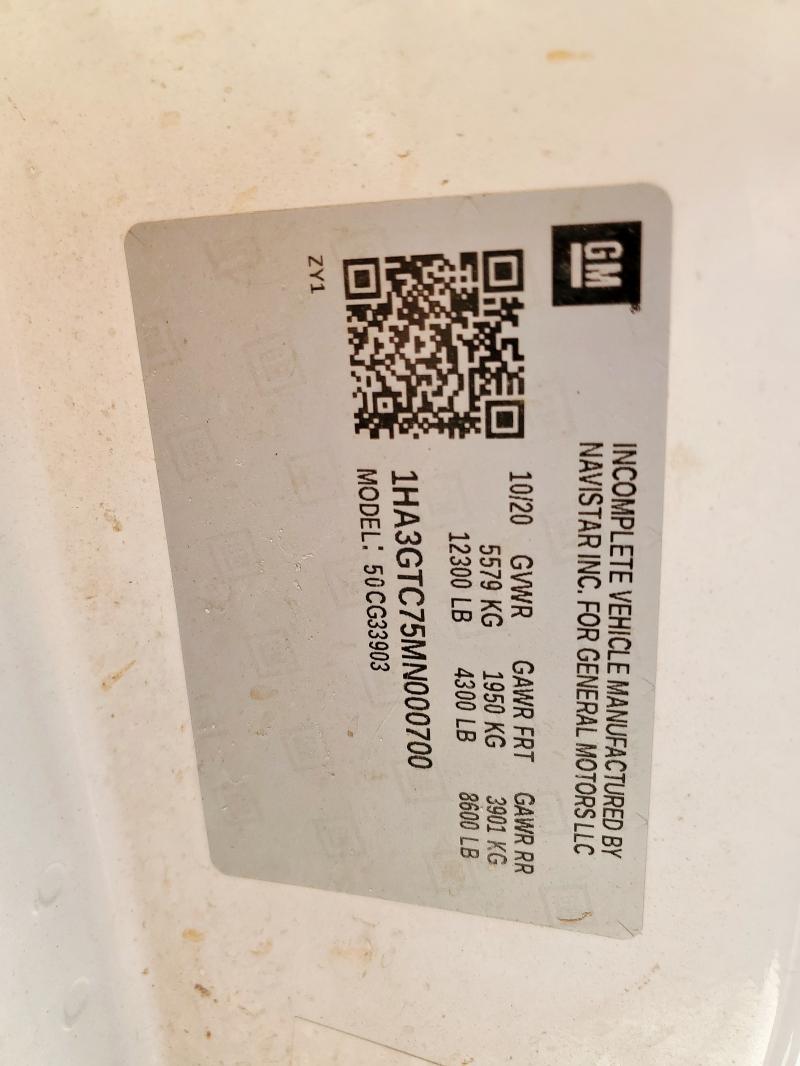 GM
INCOMPLETE VEHICLE MANUFACTURED BY
NAVISTAR INC. FOR GENERAL MOTORS LLC
10/20 GVWR GAWR FRT GAWR RR
5579 KG 1950 KG 3901 KG
12300 LB 4300 LB 8600 LB
1HA3GTC75MN000700
MODEL: 50CG33903
ZY1